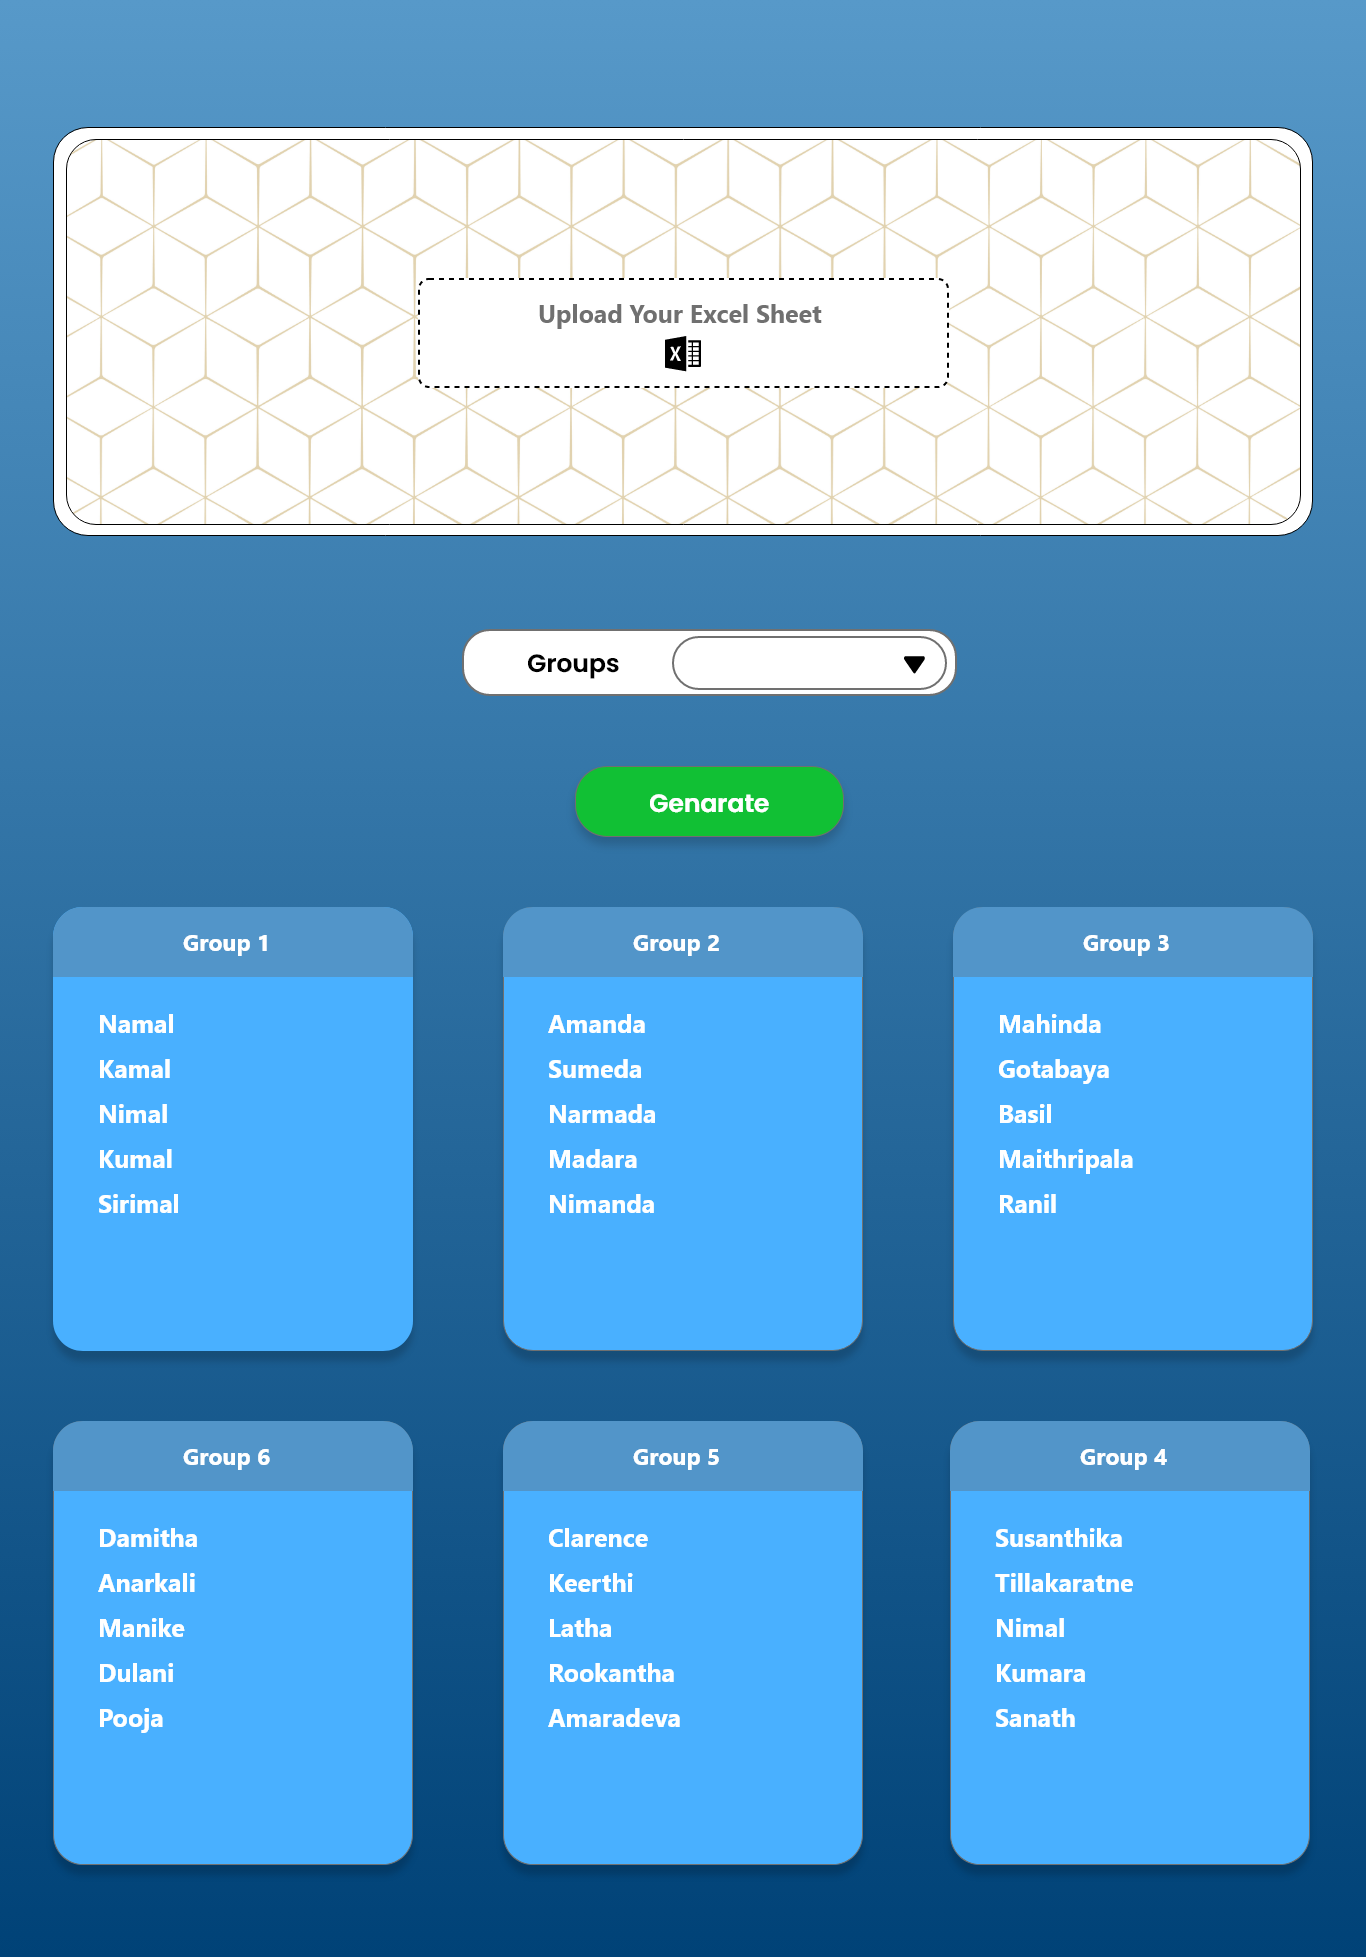 Upload Your Excel Sheet
X
Groups
Genarate
Group 1
Namal
Kamal
Nimal
Kumal
Sirimal
Group 2
Amanda
Sumeda
Narmada
Madara
Nimanda
Group 3
Mahinda
Gotabaya
Basil
Maithripala
Ranil
Group 6
Damitha
Anarkali
Manike
Dulani
Pooja
Group 5
Clarence
Keerthi
Latha
Rookantha
Amaradeva
Group 4
Susanthika
Tillakaratne
Nimal
Kumara
Sanath